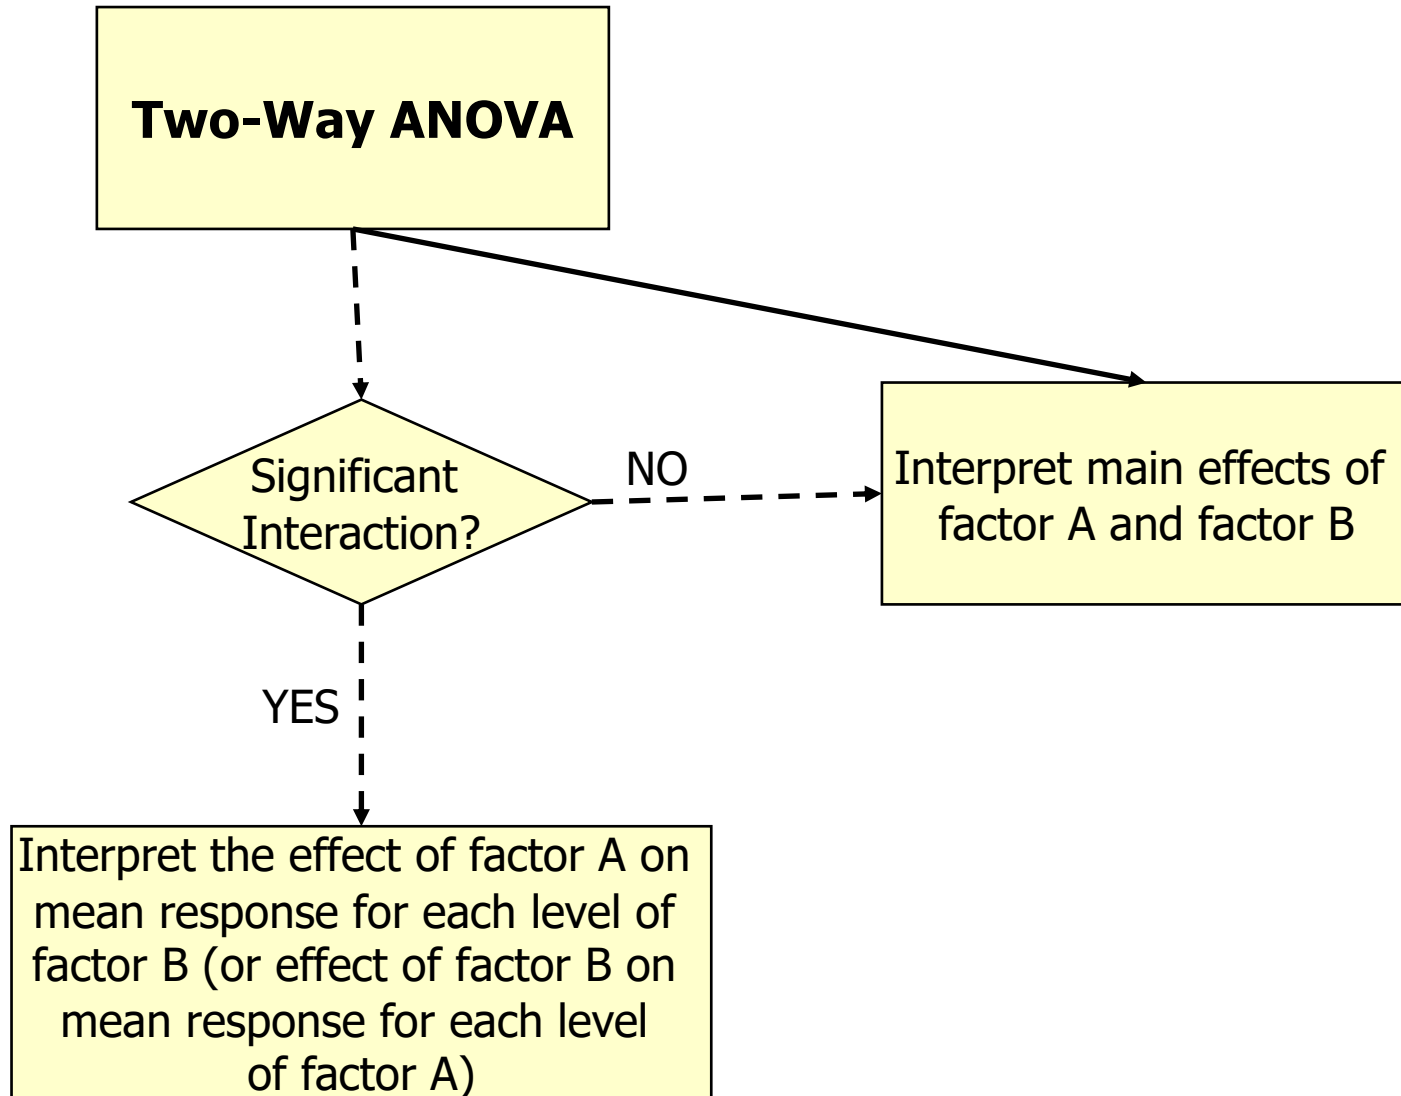 Two-Way ANOVA
Significant
Interaction?
NO
Interpret main effects of
factor A and factor B
YES
Interpret the effect of factor A on
mean response for each level of
factor B (or effect of factor B on
mean response for each level
of factor A)